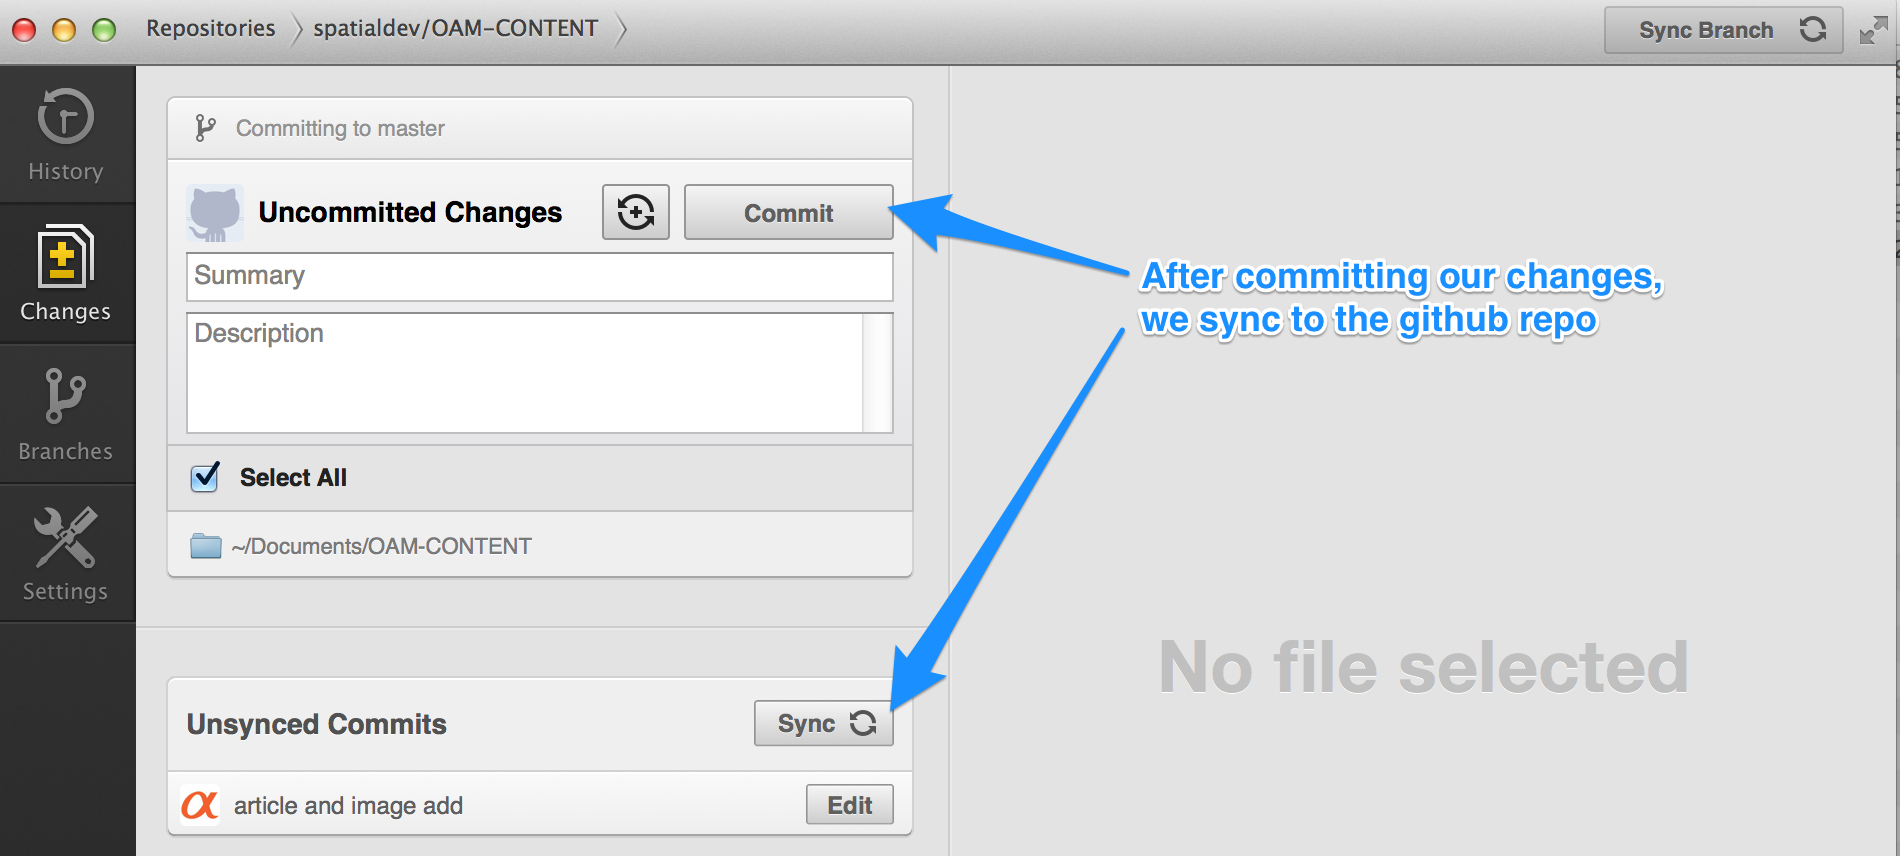 Repositories
spatialdev/OAM-CONTENT
Sync Branch
History
Changes
Branches
Settings
Committing to master
Uncommitted Changes
Commit
Summary
Description
Select All
~/Documents/OAM-CONTENT
Unsynced Commits
Sync
article and image add
Edit
After committing our changes,
we sync to the github repo
No file selected